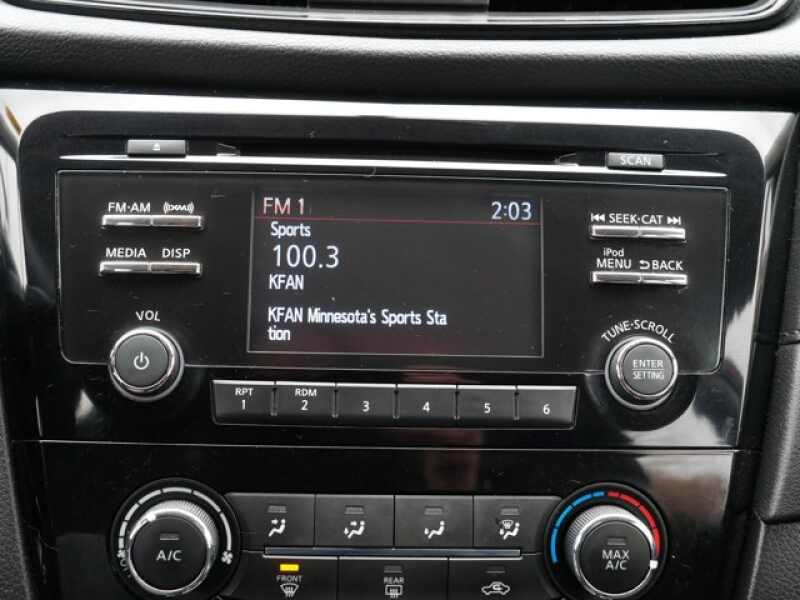 SCAN
FM·AM ((XM))
MEDIA DISP
VOL
FM 1 2:03
Sports
100.3
KFAN
KFAN Minnesota's Sports Sta
tion
SEEK·CAT
iPod
MENU BACK
TUNE·SCROLL
ENTER
SETTING
RPT RDM
1 2 3 4 5 6
A/C
FRONT
REAR
MAX
A/C